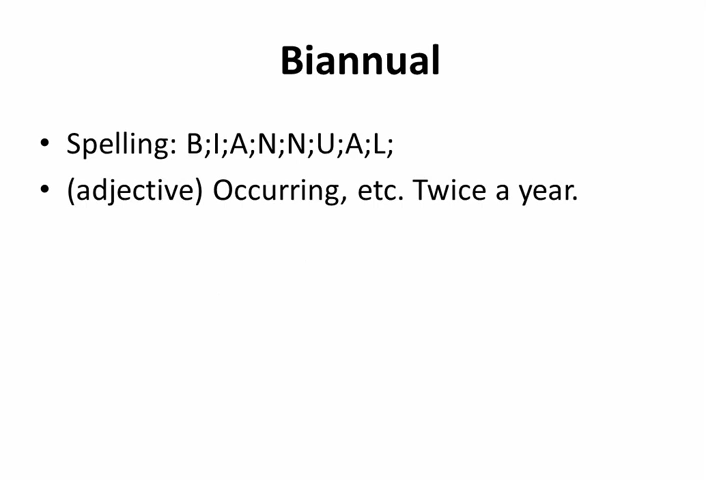 Biannual
• Spelling: B;I;A;N;N;U;A;L;
• (adjective) Occurring, etc. Twice a year.